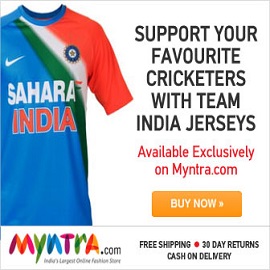 SUPPORT YOUR
FAVOURITE
CRICKETERS
WITH TEAM
INDIA JERSEYS
Available Exclusively
on Myntra.com
BUY NOW »
SAHARA
INDIA
Myntra.com
India's Largest Online Fashion Store
FREE SHIPPING ● 30 DAY RETURNS
CASH ON DELIVERY